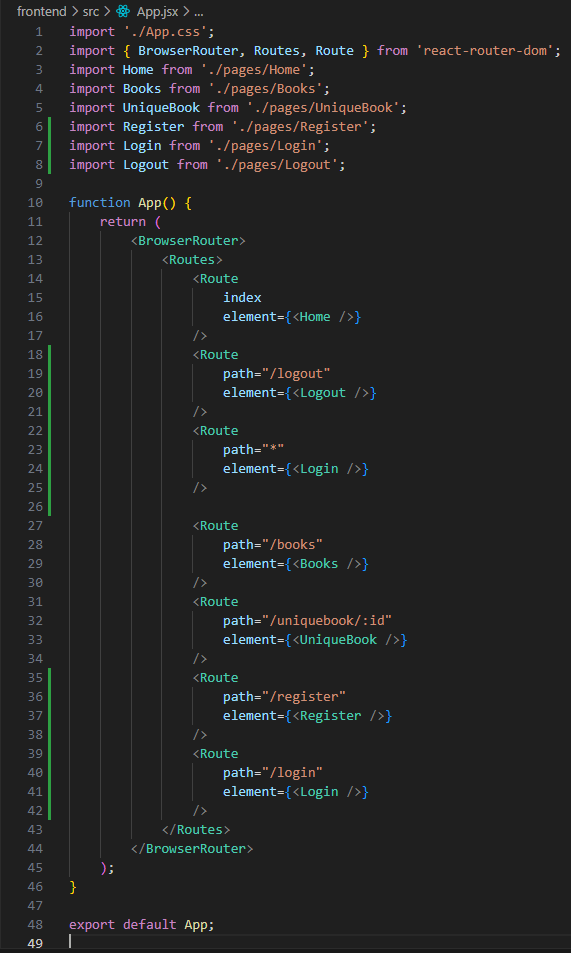 frontend > src > App.jsx > ...
1 import './App.css';
2 import { BrowserRouter, Routes, Route } from 'react-router-dom';
3 import Home from './pages/Home';
4 import Books from './pages/Books';
5 import UniqueBook from './pages/UniqueBook';
6 import Register from './pages/Register';
7 import Login from './pages/Login';
8 import Logout from './pages/Logout';
9
10 function App() {
11     return (
12         <BrowserRouter>
13             <Routes>
14                 <Route
15                     index
16                     element={<Home />}
17                 />
18                 <Route
19                     path="/logout"
20                     element={<Logout />}
21                 />
22                 <Route
23                     path="*"
24                     element={<Login />}
25                 />
26
27                 <Route
28                     path="/books"
29                     element={<Books />}
30                 />
31                 <Route
32                     path="/uniquebook/:id"
33                     element={<UniqueBook />}
34                 />
35                 <Route
36                     path="/register"
37                     element={<Register />}
38                 />
39                 <Route
40                     path="/login"
41                     element={<Login />}
42                 />
43             </Routes>
44         </BrowserRouter>
45     );
46 }
47
48 export default App;
49